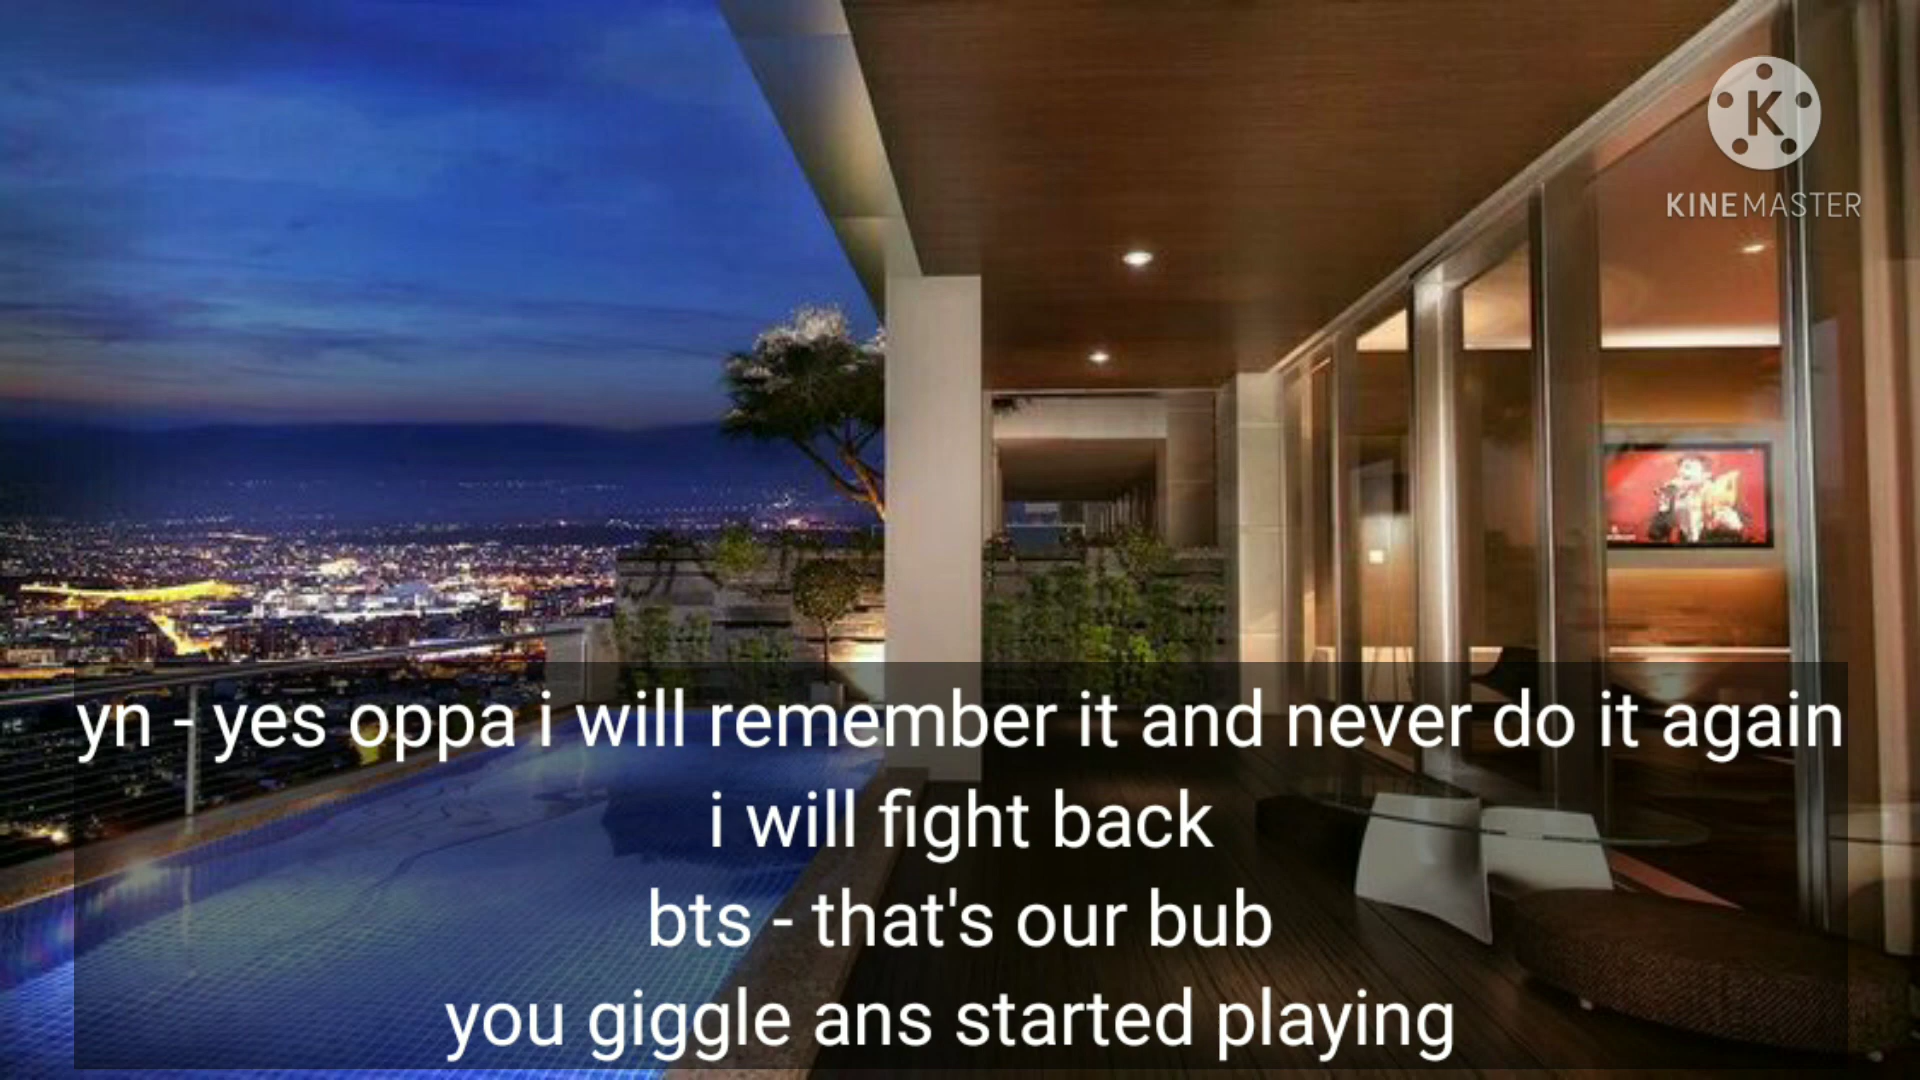 K
KINEMASTER
yn - yes oppa i will remember it and never do it again
i will fight back
bts - that's our bub
you giggle ans started playing